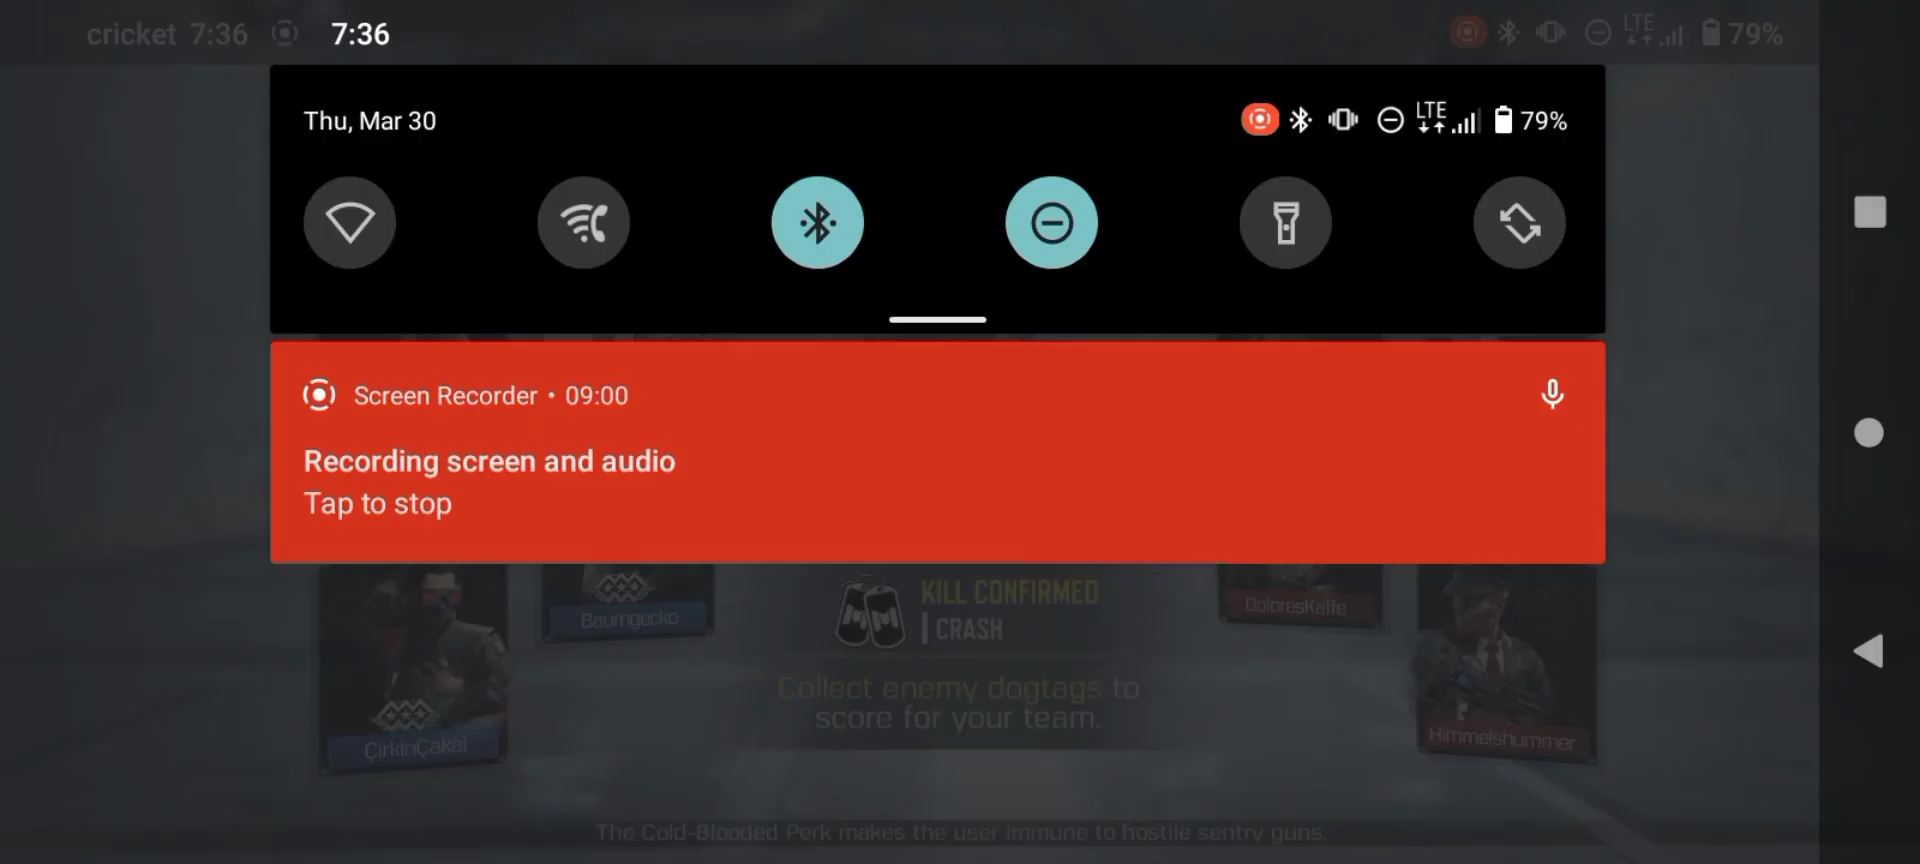 cricket 7:36 7:36 LTE 79%
Thu, Mar 30 LTE 79%
Screen Recorder • 09:00
Recording screen and audio
Tap to stop
KILL CONFIRMED
CRASH
Baumgecko
DoloresKaffe
Collect enemy dogtags to
score for your team.
ÇirkinÇakal
Himmelshummer
The Cold-Blooded Perk makes the user immune to hostile sentry guns.